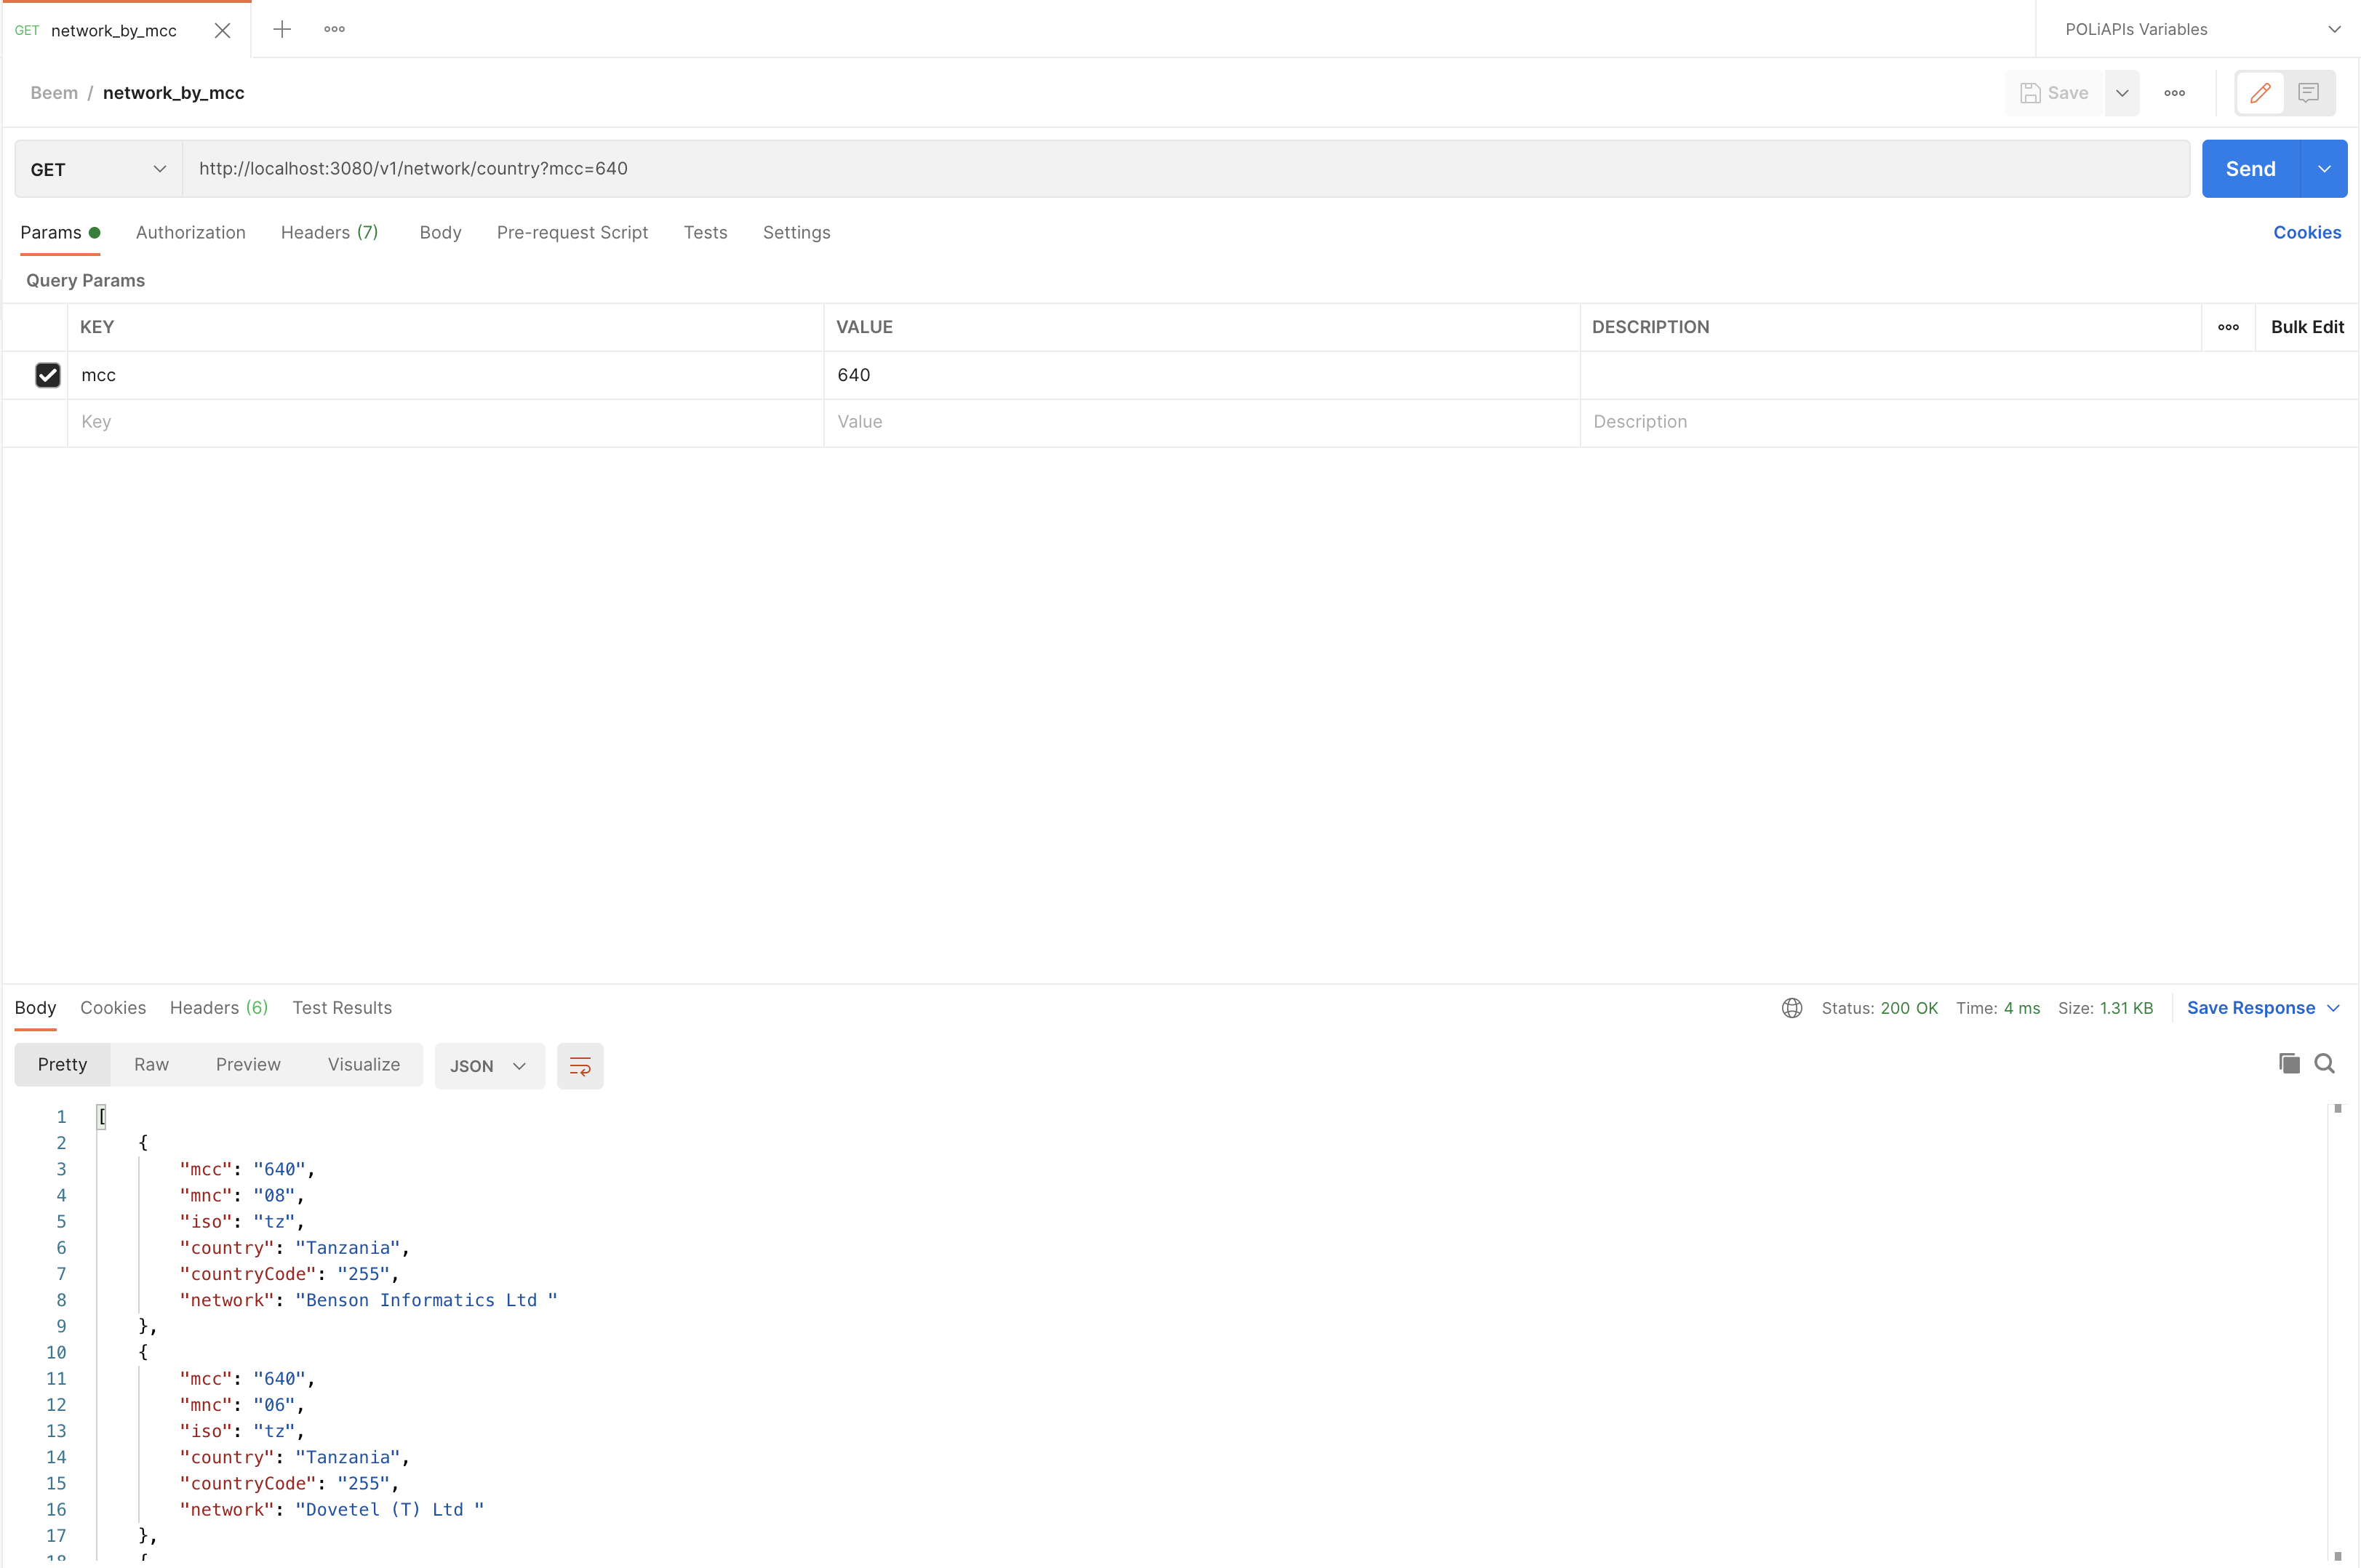 GET network_by_mcc
POLiAPIs Variables
Beem / network_by_mcc
Save
GET http://localhost:3080/v1/network/country?mcc=640 Send
Params Authorization Headers (7) Body Pre-request Script Tests Settings Cookies
Query Params
KEY VALUE DESCRIPTION Bulk Edit
mcc 640
Key Value Description
Body Cookies Headers (6) Test Results Status: 200 OK Time: 4 ms Size: 1.31 KB Save Response
Pretty Raw Preview Visualize JSON
1 [
2 {
3 "mcc": "640",
4 "mnc": "08",
5 "iso": "tz",
6 "country": "Tanzania",
7 "countryCode": "255",
8 "network": "Benson Informatics Ltd "
9 },
10 {
11 "mcc": "640",
12 "mnc": "06",
13 "iso": "tz",
14 "country": "Tanzania",
15 "countryCode": "255",
16 "network": "Dovetel (T) Ltd "
17 },
18 {